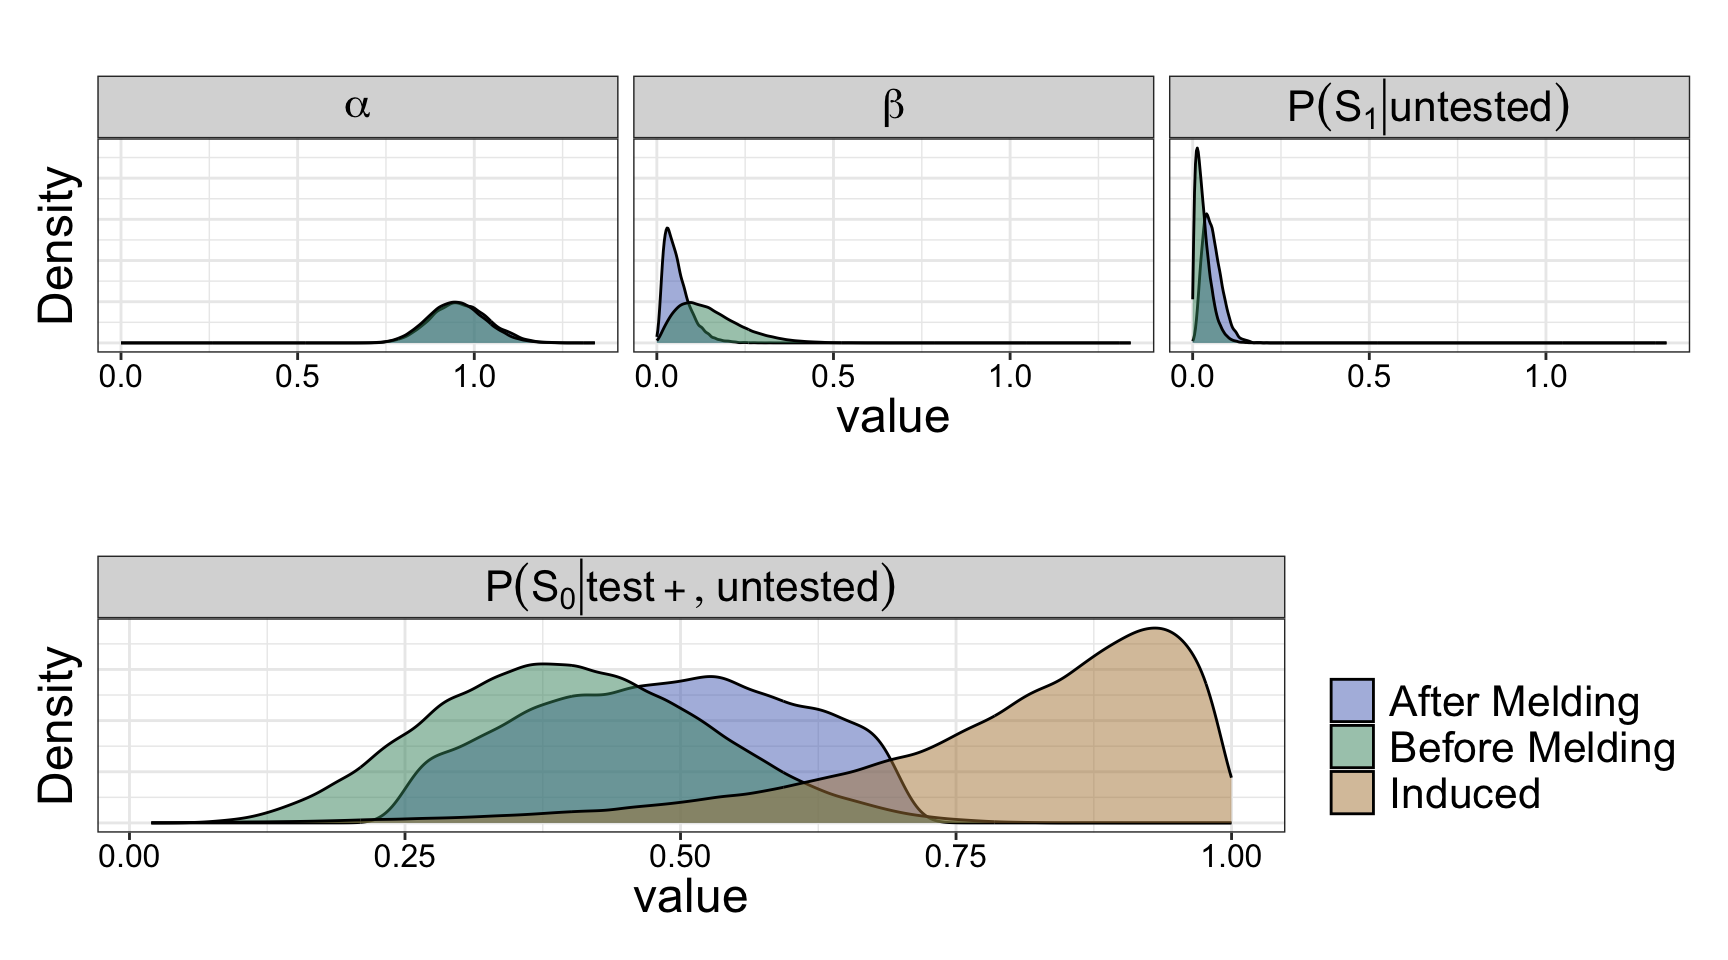 α β P(S₁|untested)
Density
0.0 0.5 1.0 0.0 0.5 1.0 0.0 0.5 1.0
value
P(S₀|test +, untested)
Density
0.00 0.25 0.50 0.75 1.00
value
After Melding
Before Melding
Induced